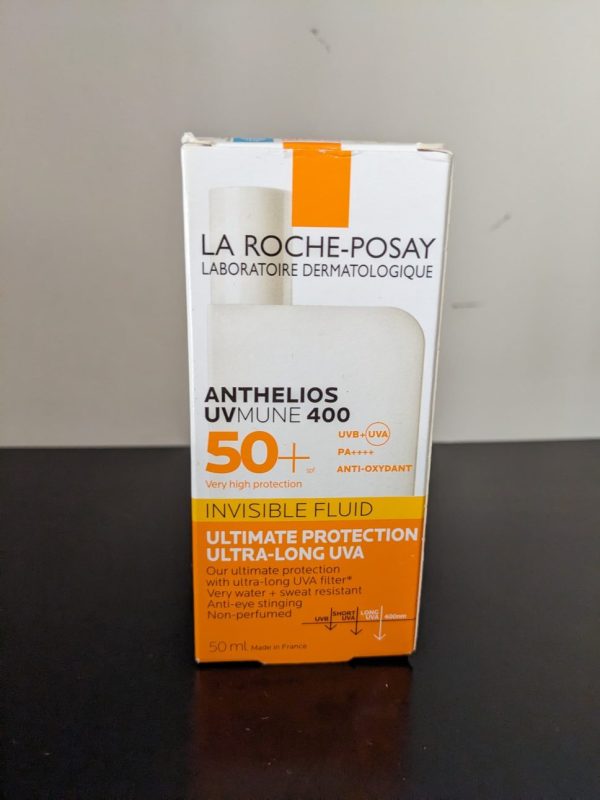 LA ROCHE-POSAY
LABORATOIRE DERMATOLOGIQUE
ANTHELIOS
UVMUNE 400
50+ spf
Very high protection
UVB+UVA
PA++++
ANTI-OXYDANT
INVISIBLE FLUID
ULTIMATE PROTECTION
ULTRA-LONG UVA
Our ultimate protection
with ultra-long UVA filter*
Very water + sweat resistant
Anti-eye stinging
Non-perfumed
UVB
SHORT UVA
LONG UVA
400nm
50 ml Made in France